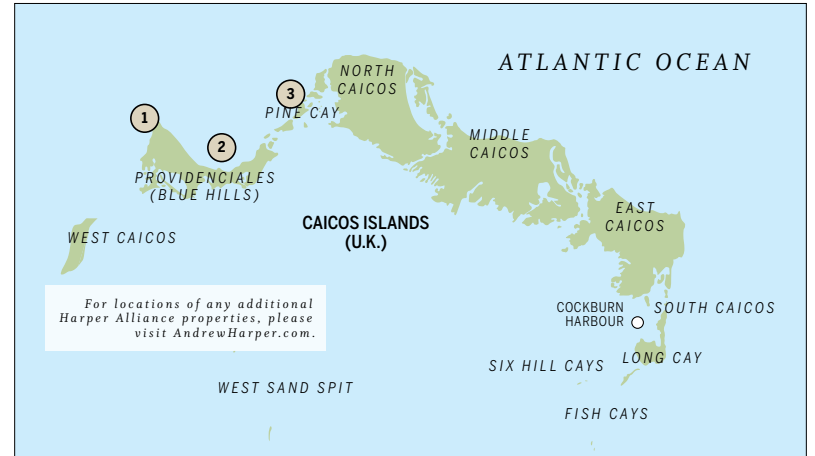 ATLANTIC OCEAN
NORTH
CAICOS
3
PINE CAY
1
MIDDLE
CAICOS
2
PROVIDENCIALES
(BLUE HILLS)
EAST
CAICOS
CAICOS ISLANDS
(U.K.)
WEST CAICOS
For locations of any additional
Harper Alliance properties, please
visit AndrewHarper.com.
COCKBURN
HARBOUR
SOUTH CAICOS
LONG CAY
SIX HILL CAYS
WEST SAND SPIT
FISH CAYS